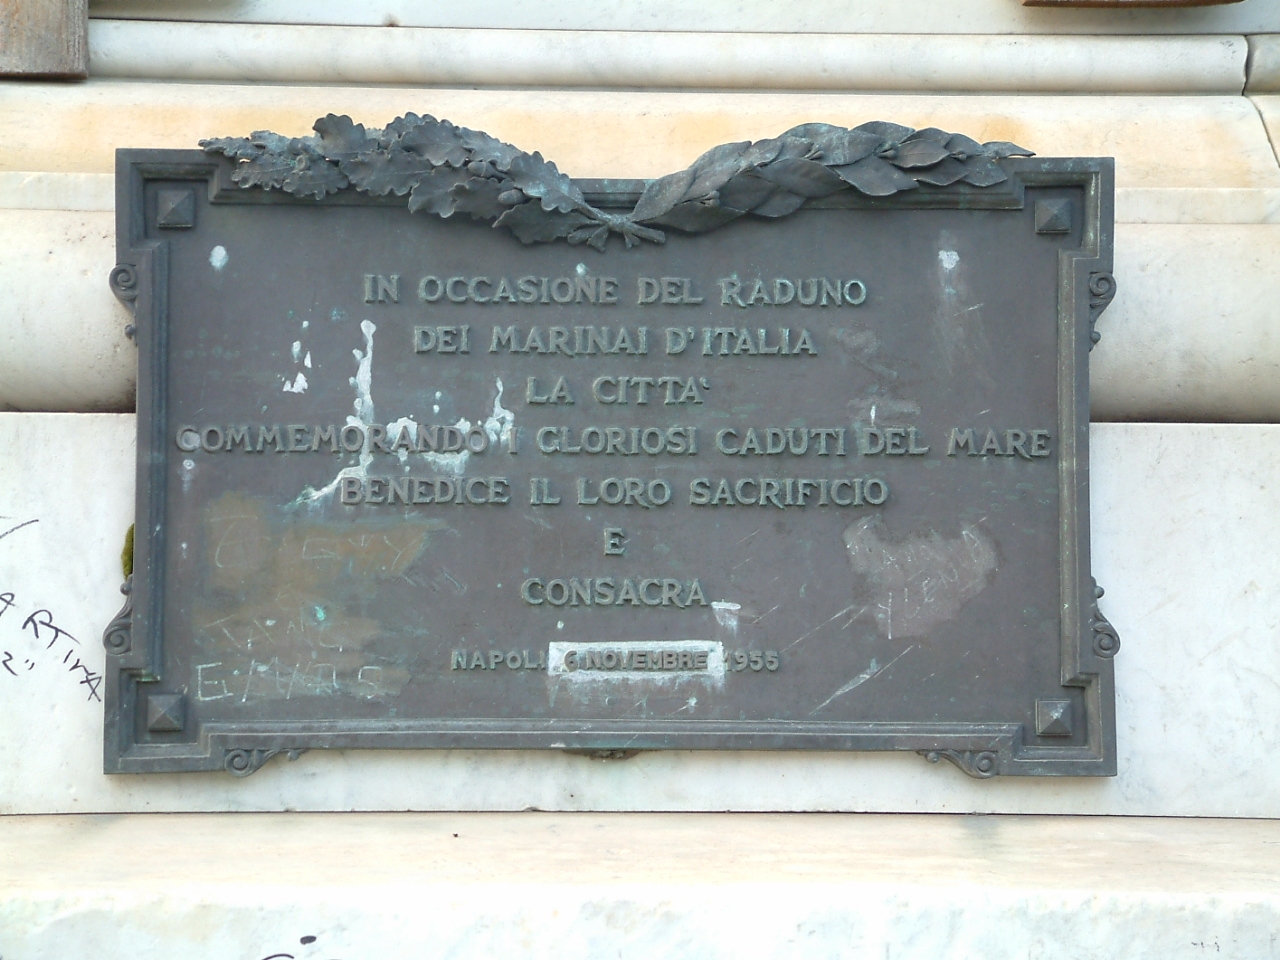 IN OCCASIONE DEL RADUNO
DEI MARINAI D'ITALIA
LA CITTA'
COMMEMORANDO I GLORIOSI CADUTI DEL MARE
BENEDICE IL LORO SACRIFICIO
E
CONSACRA
NAPOLI 6 NOVEMBRE 1955